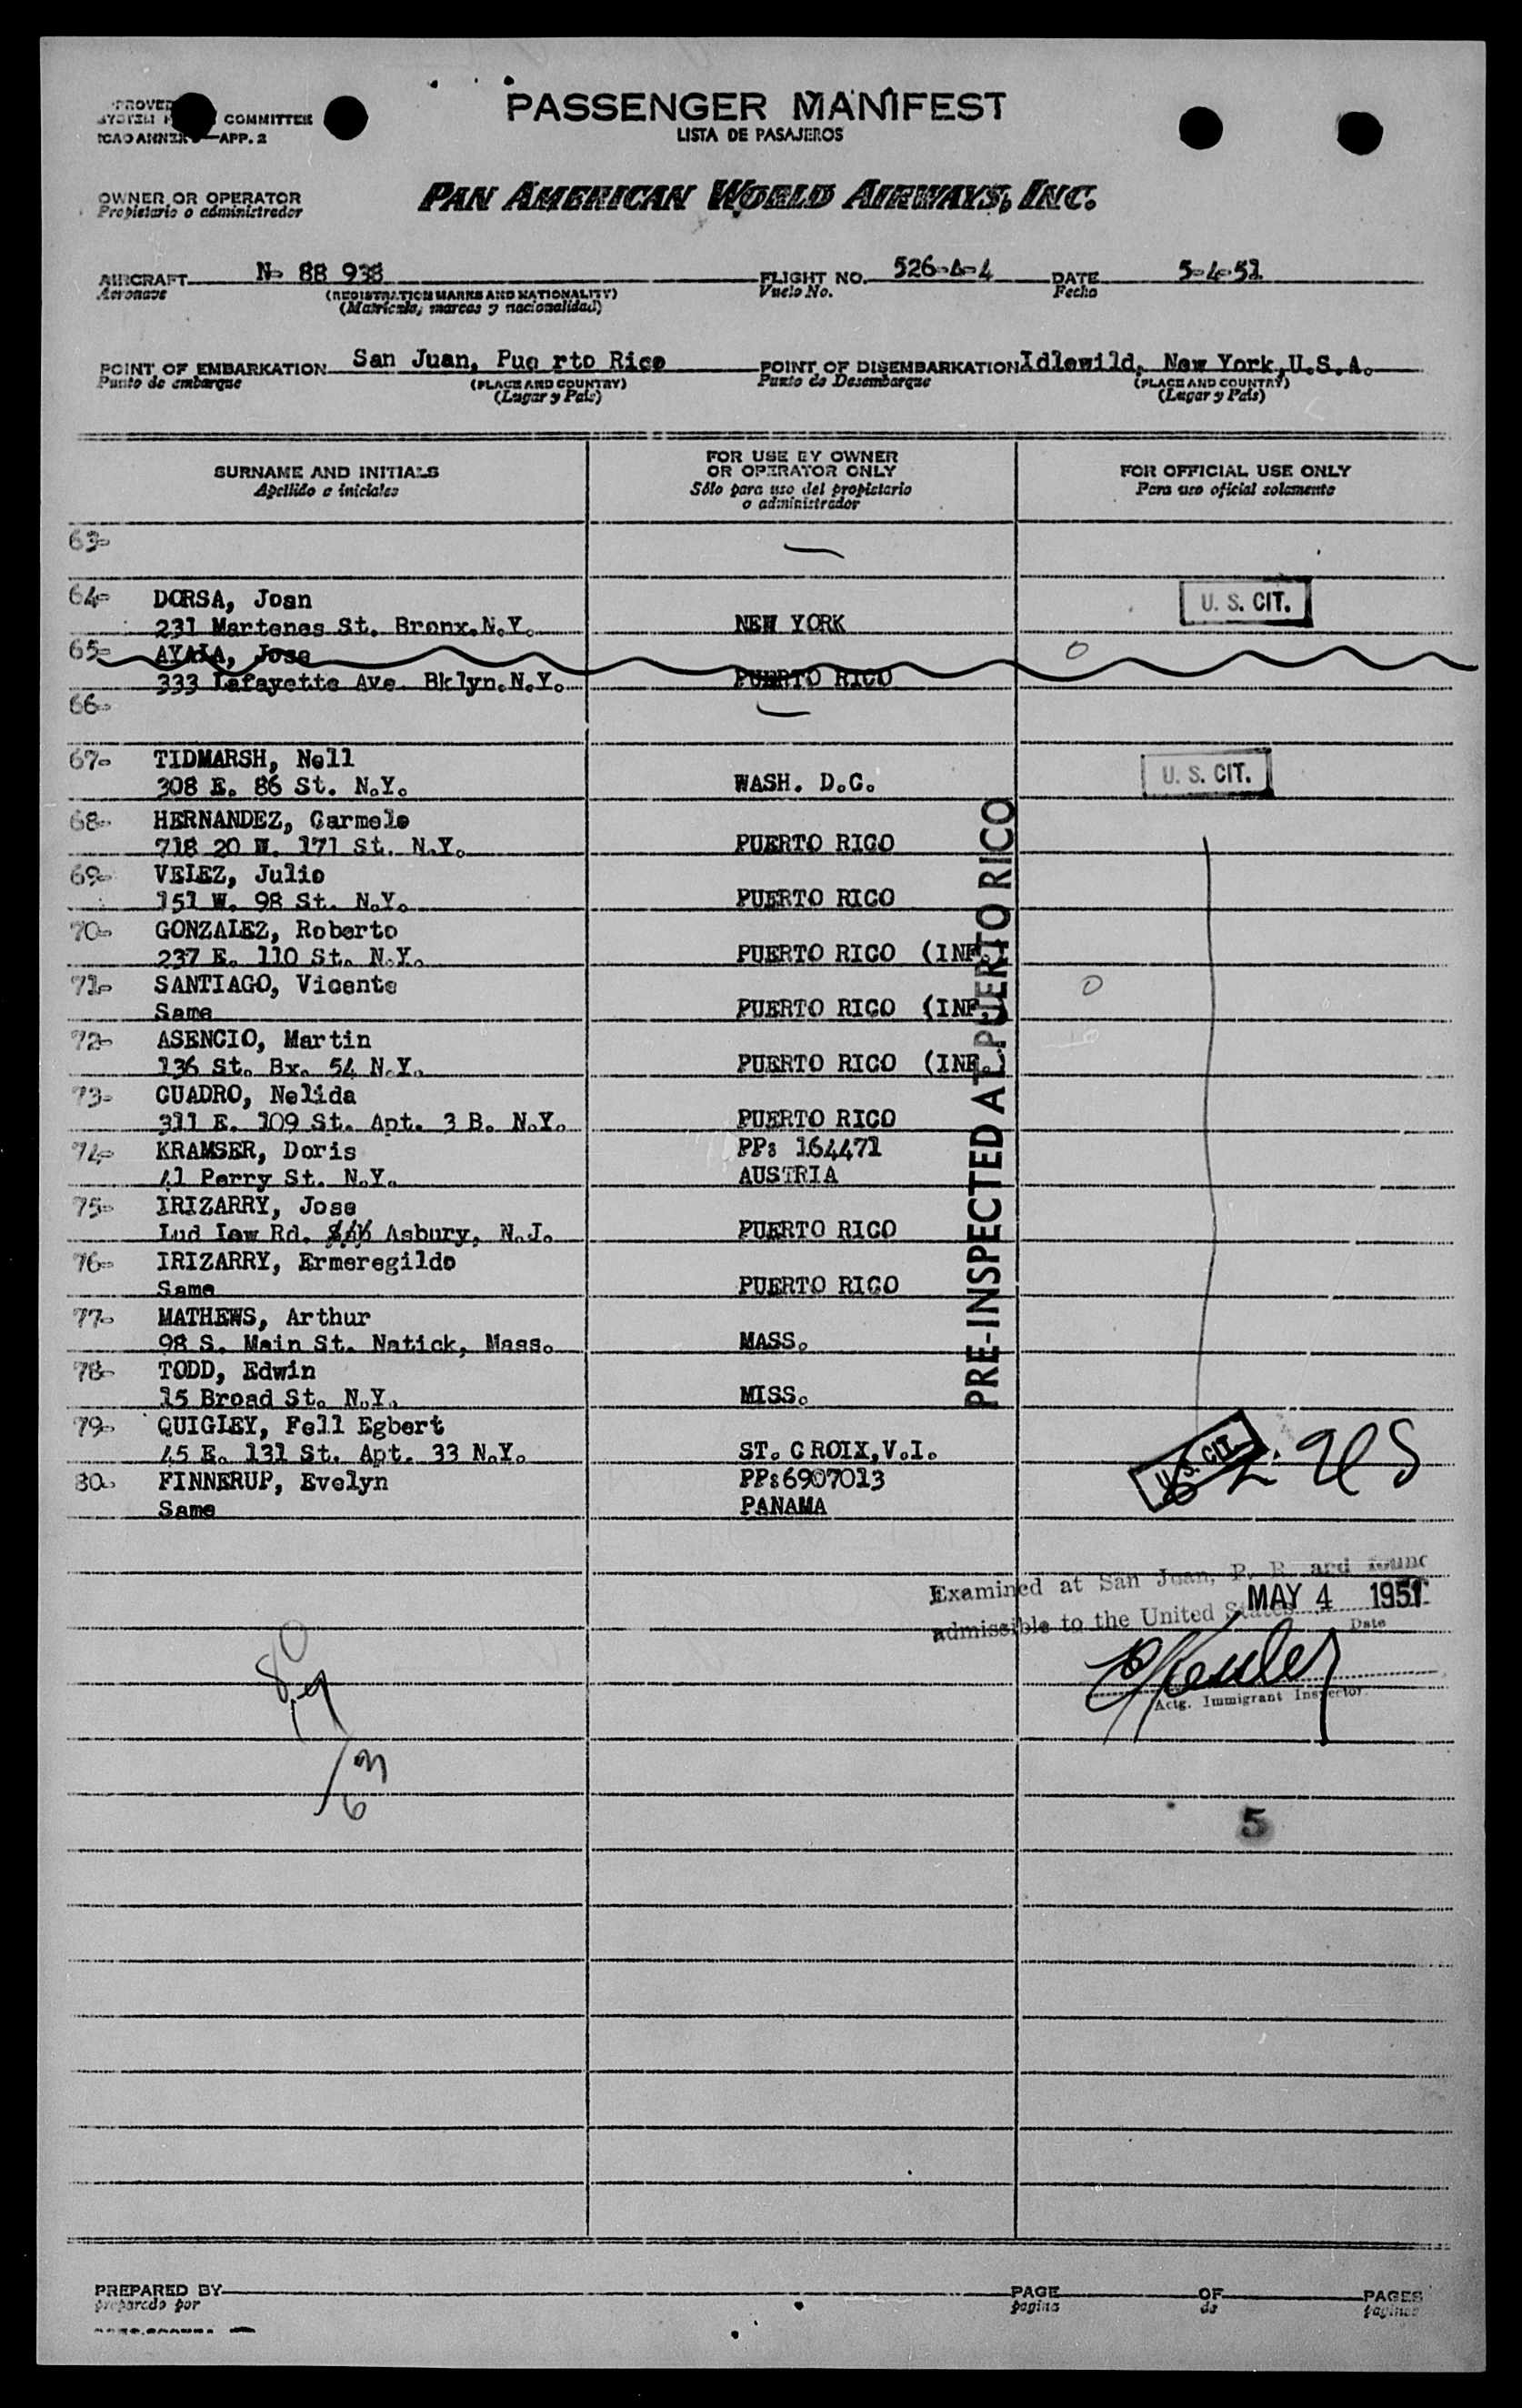 COMMITTEE
APP. 2
PASSENGER MANIFEST
LISTA DE PASAJEROS
OWNER OR OPERATOR
Propietario o administrador
PAN AMERICAN WORLD AIRWAYS, INC.
AIRCRAFT N- 88 938 FLIGHT NO. 526-4-4 DATE 5-4-51
Aeronave (REGISTRATION MARKS AND NATIONALITY) Vuelo No. Fecha
(Matricula, marcas y nacionalidad)
POINT OF EMBARKATION San Juan, Pue rto Rico POINT OF DISEMBARKATION Idlewild, New York,U.S.A.
Punto de embarque (PLACE AND COUNTRY) Punto de Desembarque (PLACE AND COUNTRY)
(Lugar y Pais) (Lugar y Pais)
SURNAME AND INITIALS
Apellido e iniciales
FOR USE BY OWNER
OR OPERATOR ONLY
Sólo para uso del propietario
o administrador
FOR OFFICIAL USE ONLY
Para uso oficial solamente
63-
64- DORSA, Joan U. S. CIT.
231 Martenes St. Bronx.N.Y. NEW YORK
65- AYALA, Jose 0
333 Lafayette Ave. Bklyn.N.Y. PUERTO RICO
66-
67- TIDMARSH, Nell U. S. CIT.
308 E. 86 St. N.Y. WASH. D.C.
68- HERNANDEZ, Carmelo
718 20 W. 171 St. N.Y. PUERTO RICO
69- VELEZ, Julio
151 W. 98 St. N.Y. PUERTO RICO
70- GONZALEZ, Roberto
237 E. 110 St. N.Y. PUERTO RICO (INF.)
71- SANTIAGO, Vicente 0
Same PUERTO RICO (INF.)
72- ASENCIO, Martin
136 St. Bx. 54 N.Y. PUERTO RICO (INF.
73- CUADRO, Nelida
311 E. 109 St. Apt. 3 B. N.Y. PUERTO RICO
74- KRAMSER, Doris PP: 164471
41 Perry St. N.Y. AUSTRIA
75- IRIZARRY, Jose
Lud Low Rd. Asbury, N.J. PUERTO RICO
76- IRIZARRY, Ermeregildo
Same PUERTO RICO
77- MATHEWS, Arthur
98 S. Main St. Natick, Mass. MASS.
78- TODD, Edwin
15 Broad St. N.Y. MISS.
79- QUIGLEY, Fell Egbert
45 E. 131 St. Apt. 33 N.Y. ST. CROIX,V.I. U. S. CIT.
80- FINNERUP, Evelyn PP:6907013
Same PANAMA
PRE-INSPECTED AT PUERTO RICO
Examined at San Juan, P. R. and found
admissible to the United States MAY 4 1951
Date
Actg. Immigrant Inspector
80
3
6
5
PREPARED BY PAGE OF PAGES
preparado por pagina de paginas